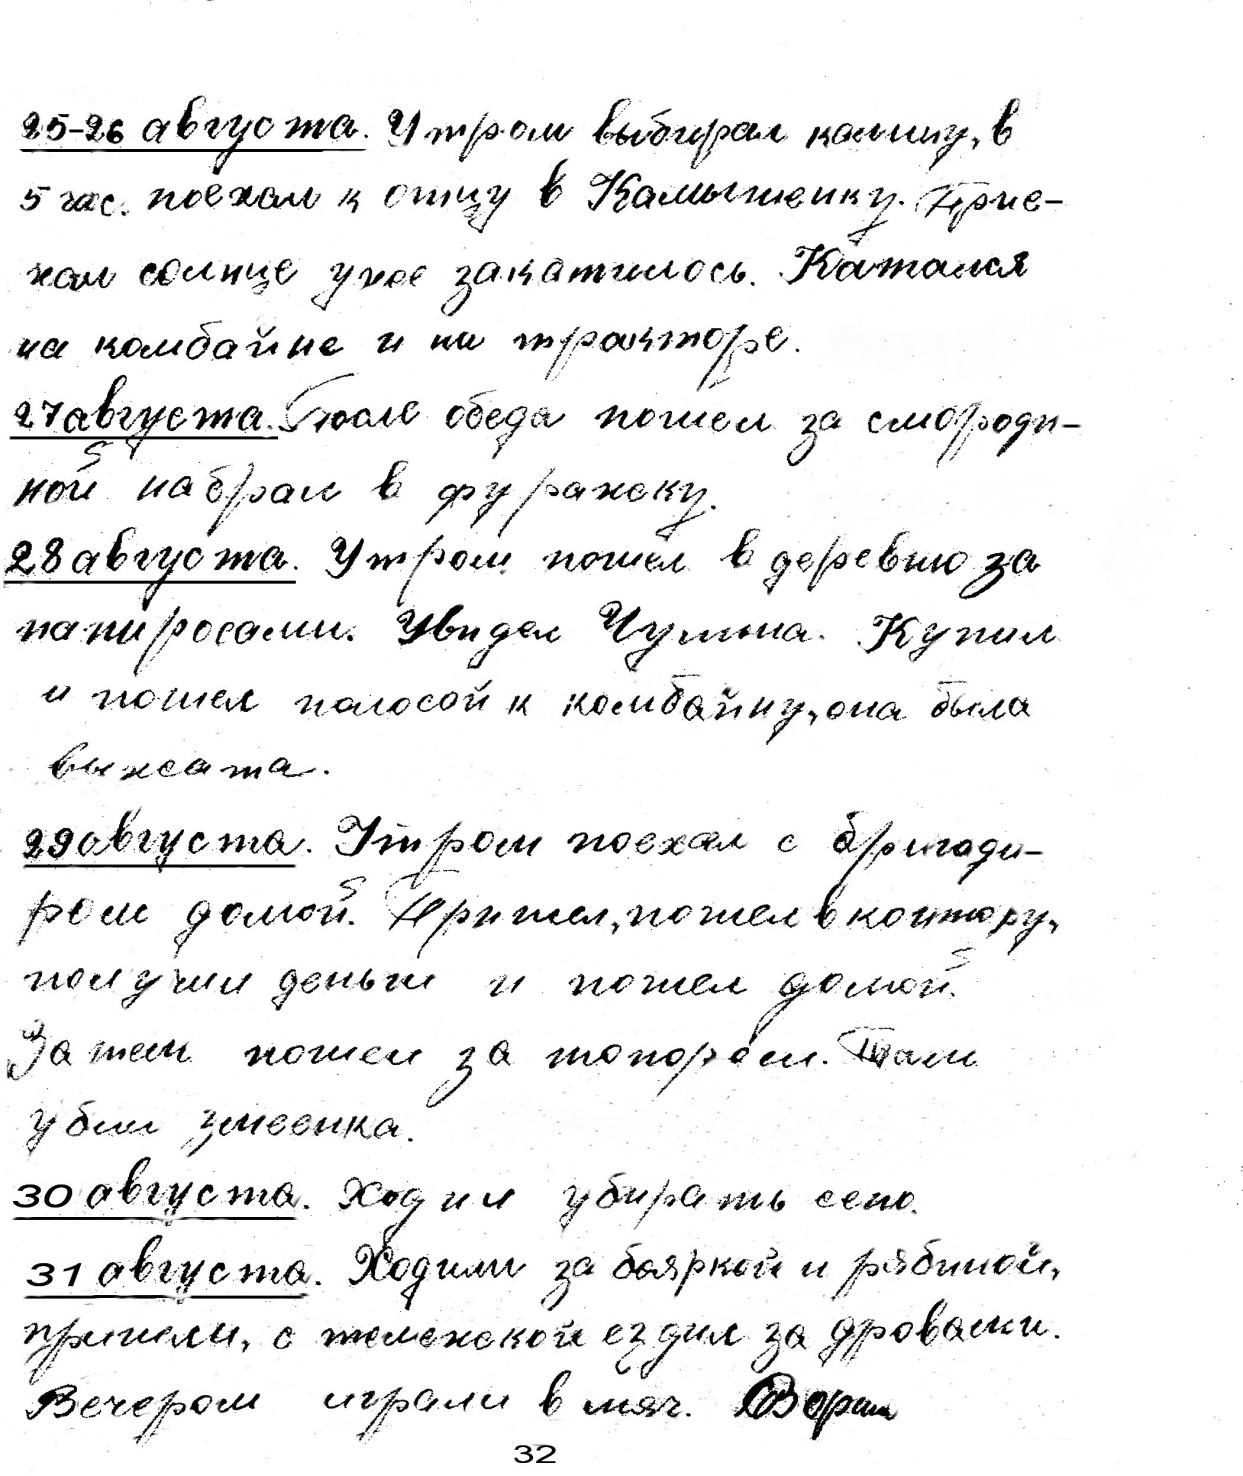 25-26 августа. Утром выбирал калину, в
5 час. поехал к отцу в Камышенку. Прие-
хал солнце уже закатилось. Катался
на комбайне и на тракторе.
27 августа. После обеда пошел за смороди-
ной набрал в фуражку.
28 августа. Утром пошел в деревню за
папиросами. Увидел Купил
и пошел полосой к комбайну, она была
выжата.
29 августа. Утром поехал с бригади-
ром домой. Пришел, пошел в контору,
получил деньги и пошел домой.
Затем пошел за топором. Там
убил змеенка.
30 августа. Ходил убирать сено.
31 августа. Ходили за бояркой и рябиной,
пришли, с тележкой ездил за дровами.
Вечером играли в мяч.
32